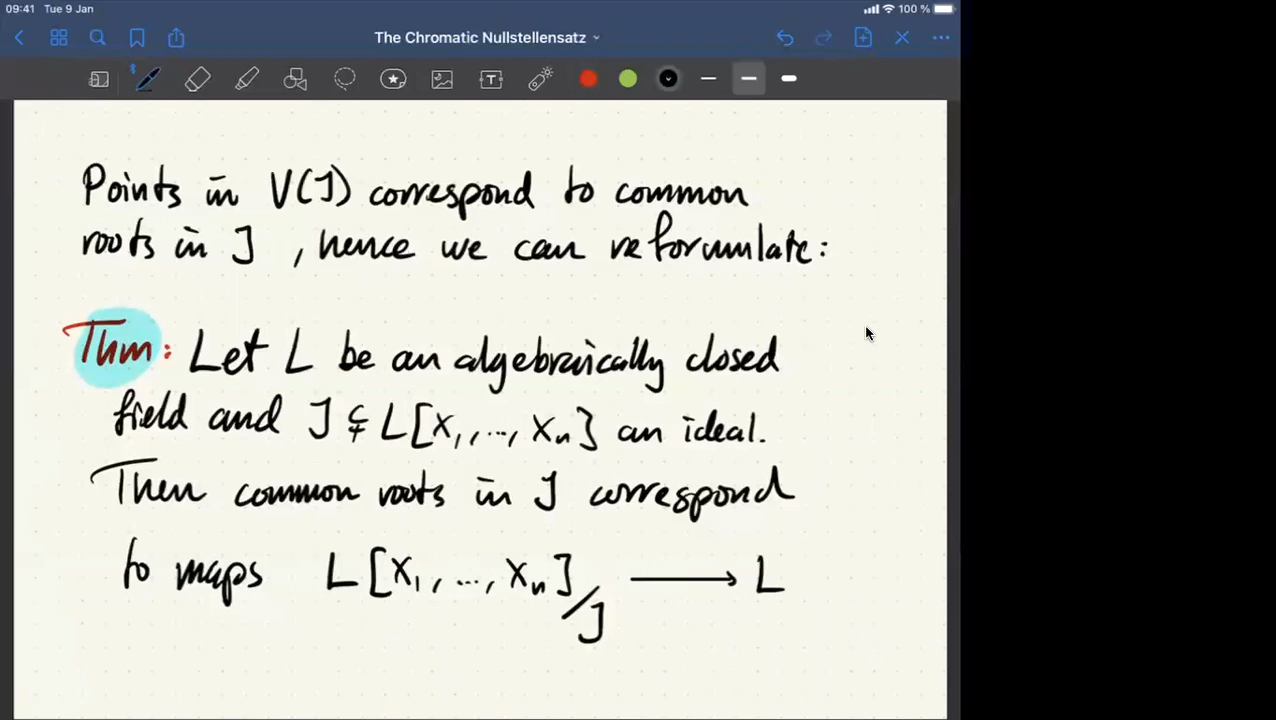 09:41 Tue 9 Jan 100 %
The Chromatic Nullstellensatz
Points in V(J) correspond to common
roots in J , hence we can reformulate:
Thm: Let L be an algebraically closed
field and J ⊊ L[X₁, ..., Xₙ] an ideal.
Then common roots in J correspond
to maps L[X₁, ..., Xₙ]/J ⟶ L